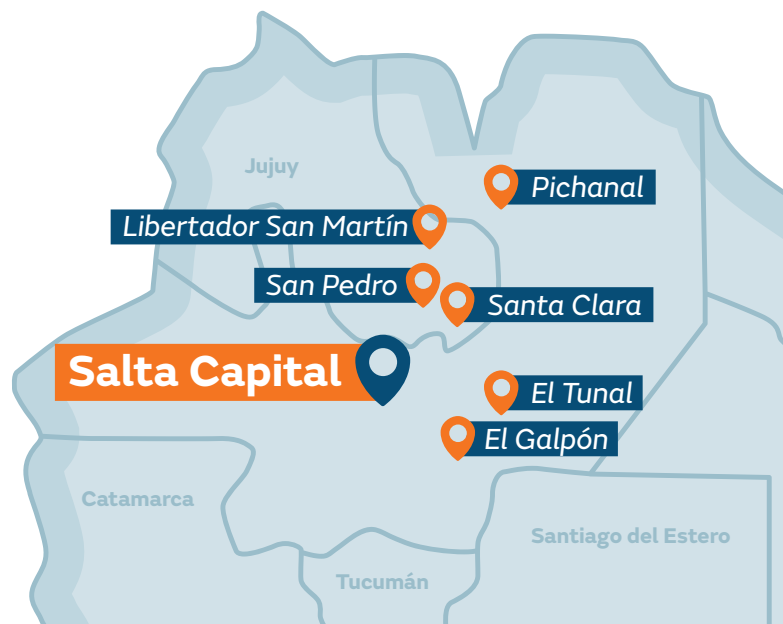 Jujuy
Pichanal
Libertador San Martín
San Pedro
Santa Clara
Salta Capital
El Tunal
El Galpón
Catamarca
Santiago del Estero
Tucumán